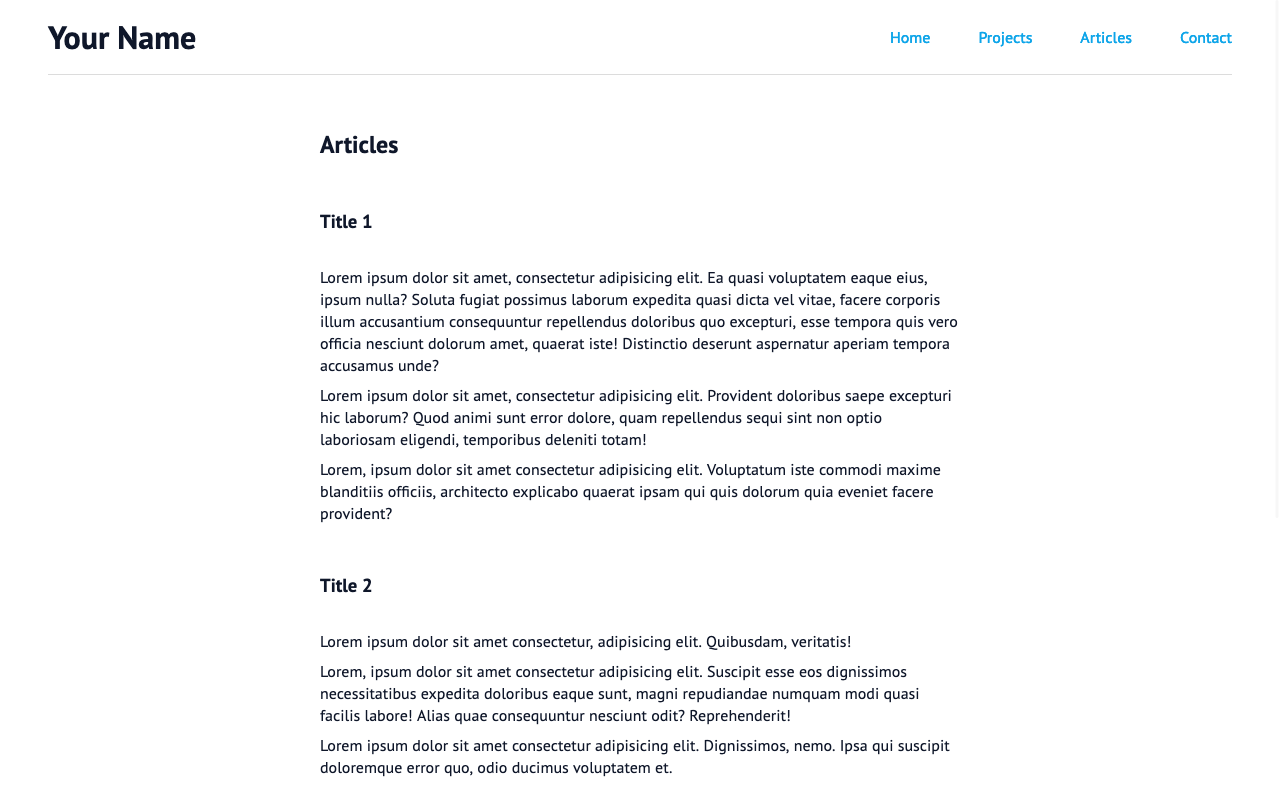 Your Name
Home Projects Articles Contact
Articles
Title 1
Lorem ipsum dolor sit amet, consectetur adipisicing elit. Ea quasi voluptatem eaque eius,
ipsum nulla? Soluta fugiat possimus laborum expedita quasi dicta vel vitae, facere corporis
illum accusantium consequuntur repellendus doloribus quo excepturi, esse tempora quis vero
officia nesciunt dolorum amet, quaerat iste! Distinctio deserunt aspernatur aperiam tempora
accusamus unde?
Lorem ipsum dolor sit amet, consectetur adipisicing elit. Provident doloribus saepe excepturi
hic laborum? Quod animi sunt error dolore, quam repellendus sequi sint non optio
laboriosam eligendi, temporibus deleniti totam!
Lorem, ipsum dolor sit amet consectetur adipisicing elit. Voluptatum iste commodi maxime
blanditiis officiis, architecto explicabo quaerat ipsam qui quis dolorum quia eveniet facere
provident?
Title 2
Lorem ipsum dolor sit amet consectetur, adipisicing elit. Quibusdam, veritatis!
Lorem, ipsum dolor sit amet consectetur adipisicing elit. Suscipit esse eos dignissimos
necessitatibus expedita doloribus eaque sunt, magni repudiandae numquam modi quasi
facilis labore! Alias quae consequuntur nesciunt odit? Reprehenderit!
Lorem ipsum dolor sit amet consectetur adipisicing elit. Dignissimos, nemo. Ipsa qui suscipit
doloremque error quo, odio ducimus voluptatem et.